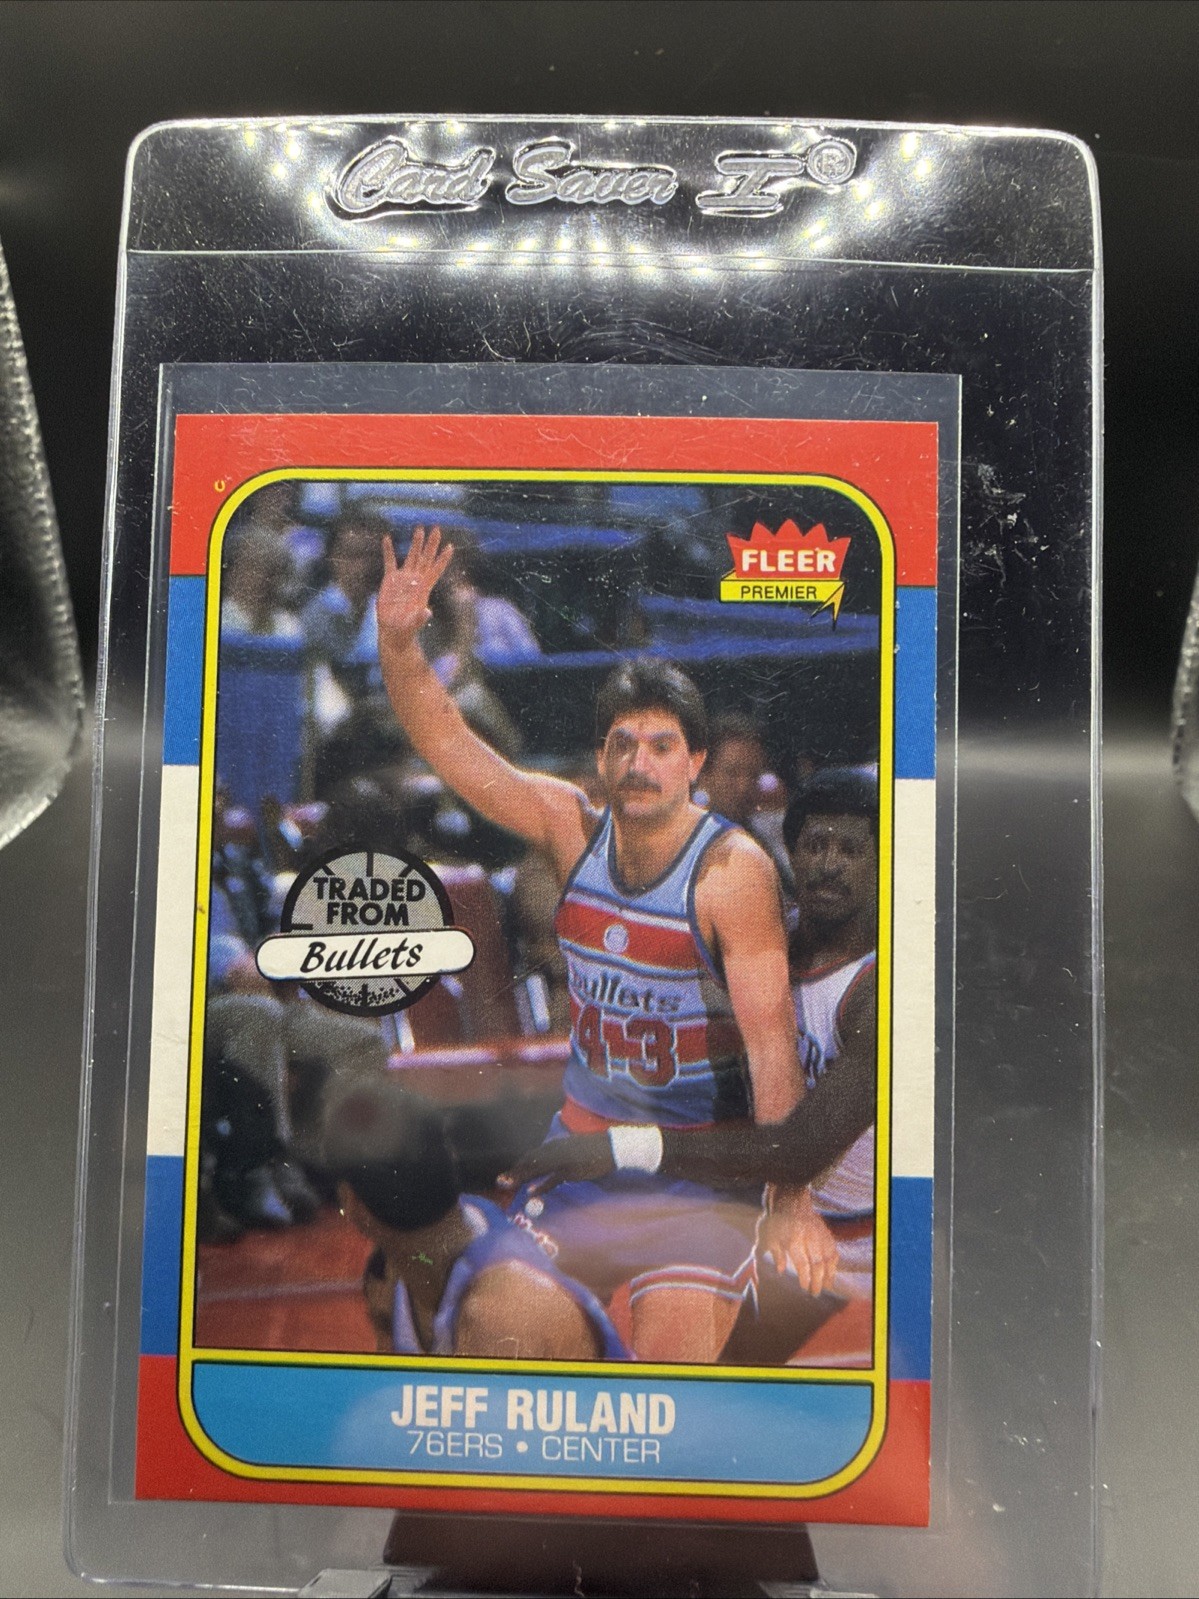 Card Saver I®
FLEER
PREMIER
TRADED
FROM
Bullets
bullets
43
JEFF RULAND
76ERS • CENTER